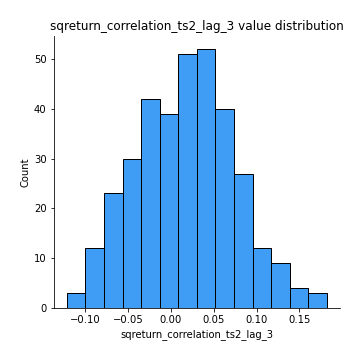 sqreturn_correlation_ts2_lag_3 value distribution
50
40
30
20
10
0
Count
−0.10 −0.05 0.00 0.05 0.10 0.15
sqreturn_correlation_ts2_lag_3